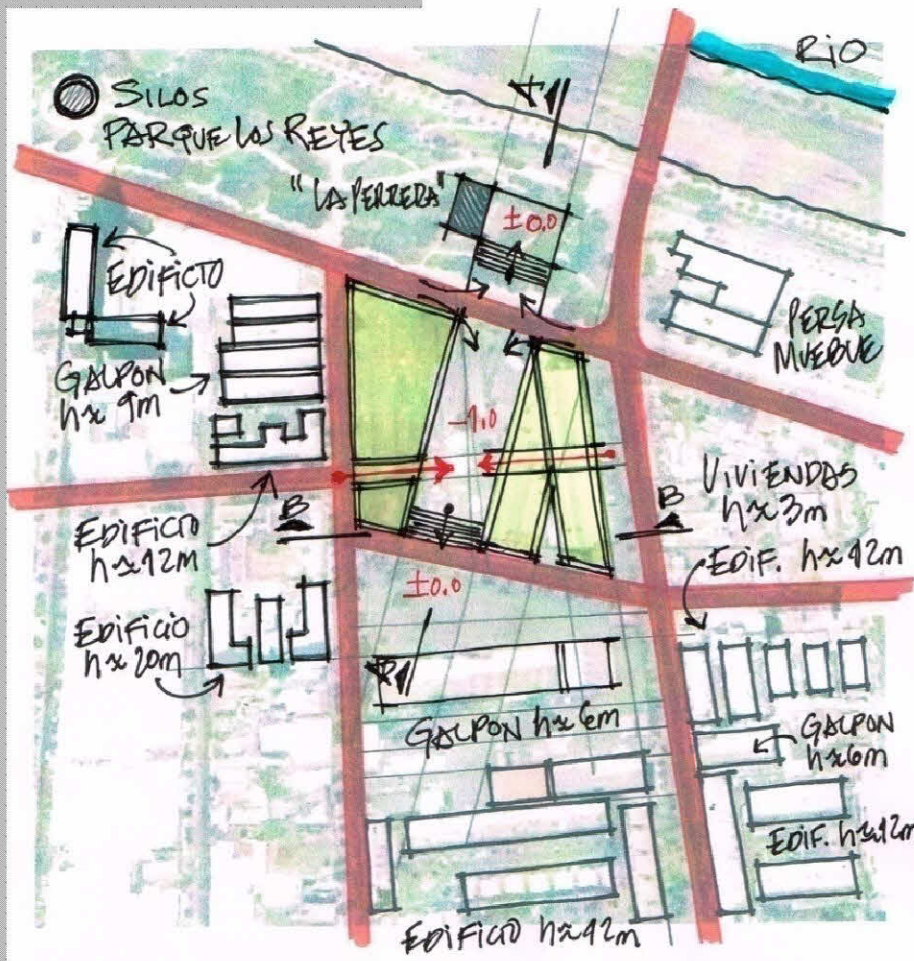 RIO
SILOS
PARQUE LOS REYES
"LA PERRERA"
A
±0.0
EDIFICIO
PERSA
MUEBLE
GALPON
h≈9m
-1.0
VIVIENDAS
h≈3m
EDIFICIO
h≈12m
B
B
EDIF. h≈12m
±0.0
EDIFICIO
h≈20m
A
GALPON h≈6m
GALPON
h≈6m
EDIF. h≈12m
EDIFICIO h≈12m